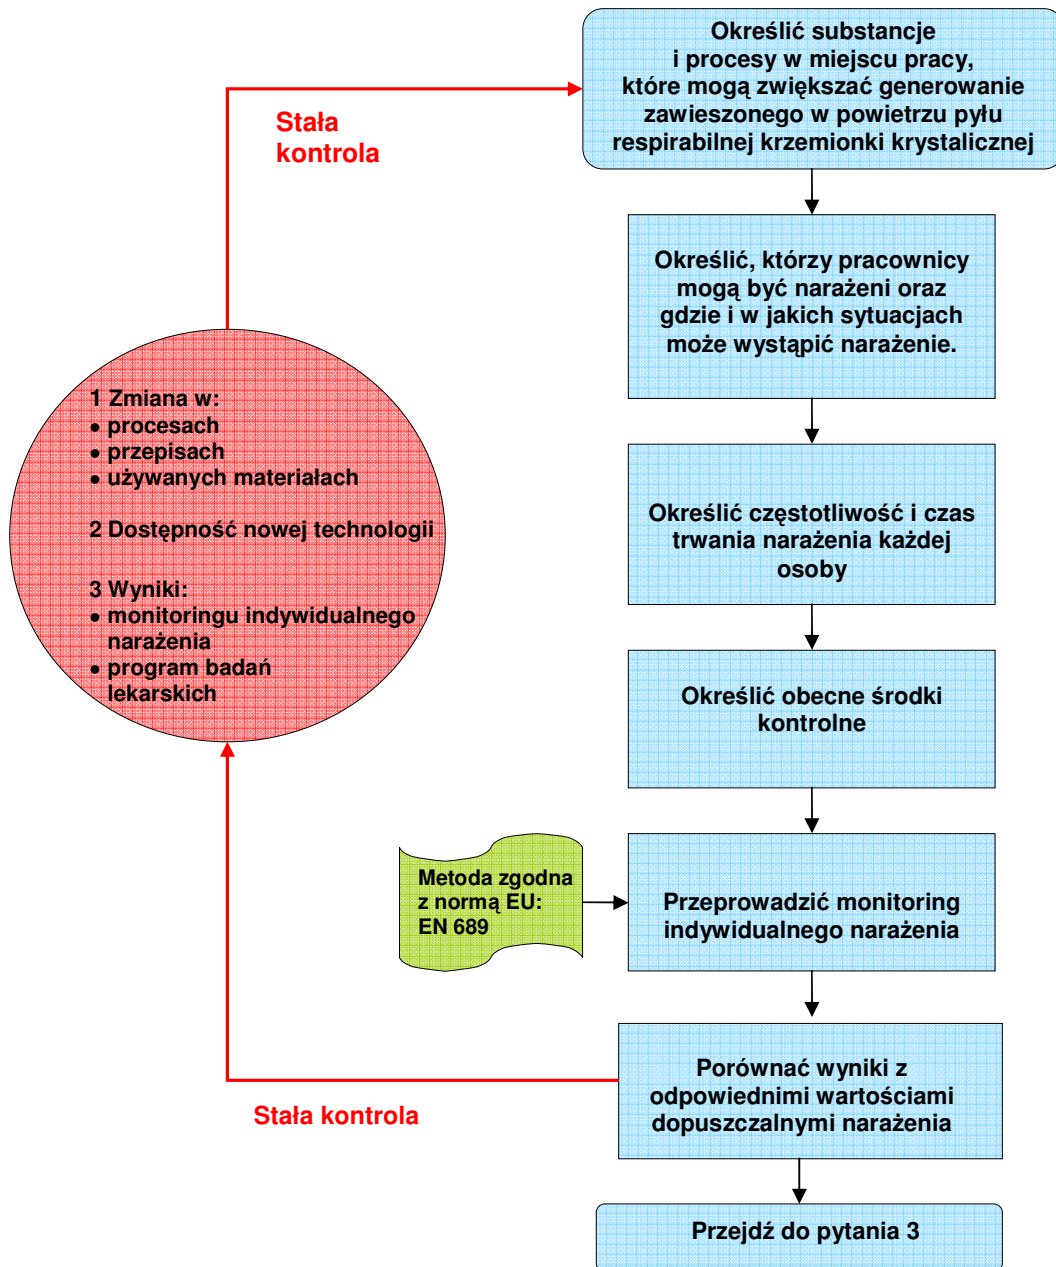 Określić substancje
i procesy w miejscu pracy,
które mogą zwiększać generowanie
zawieszonego w powietrzu pyłu
respirabilnej krzemionki krystalicznej
Stała
kontrola
Określić, którzy pracownicy
mogą być narażeni oraz
gdzie i w jakich sytuacjach
może wystąpić narażenie.
1 Zmiana w:
• procesach
• przepisach
• używanych materiałach
2 Dostępność nowej technologii
3 Wyniki:
• monitoringu indywidualnego
narażenia
• program badań
lekarskich
Określić częstotliwość i czas
trwania narażenia każdej
osoby
Określić obecne środki
kontrolne
Metoda zgodna
z normą EU:
EN 689
Przeprowadzić monitoring
indywidualnego narażenia
Porównać wyniki z
odpowiednimi wartościami
dopuszczalnymi narażenia
Stała kontrola
Przejdź do pytania 3